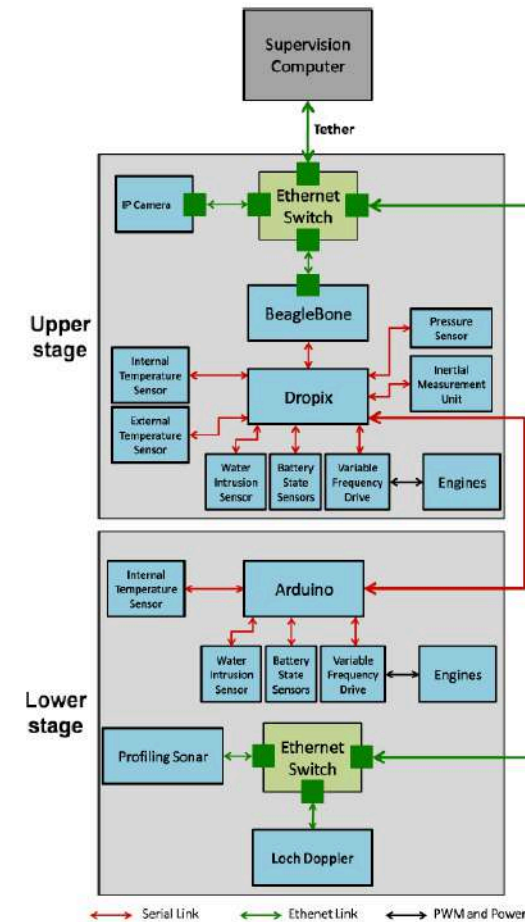 Supervision
Computer
Tether
IP Camera
Ethernet
Switch
BeagleBone
Upper
stage
Pressure
Sensor
Internal
Temperature
Sensor
Dropix
Inertial
Measurement
Unit
External
Temperature
Sensor
Water
Intrusion
Sensor
Battery
State
Sensors
Variable
Frequency
Drive
Engines
Internal
Temperature
Sensor
Arduino
Water
Intrusion
Sensor
Battery
State
Sensors
Variable
Frequency
Drive
Engines
Lower
stage
Profiling Sonar
Ethernet
Switch
Loch Doppler
Serial Link
Ethenet Link
PWM and Power